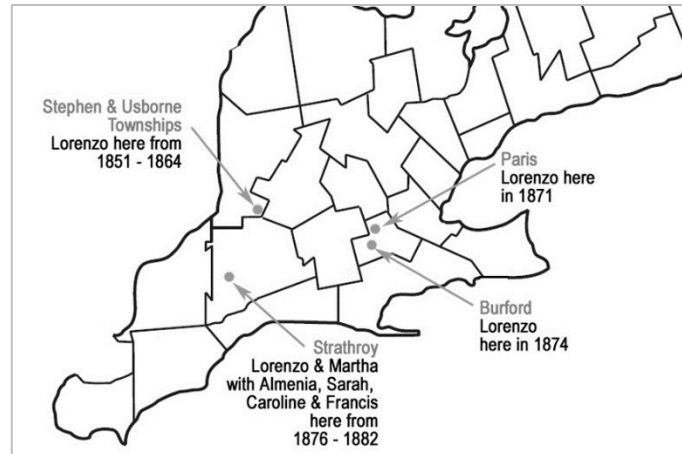 Stephen & Usborne
Townships
Lorenzo here from
1851 - 1864
Paris
Lorenzo here
in 1871
Burford
Lorenzo
here in 1874
Strathroy
Lorenzo & Martha
with Almenia, Sarah,
Caroline & Francis
here from
1876 - 1882